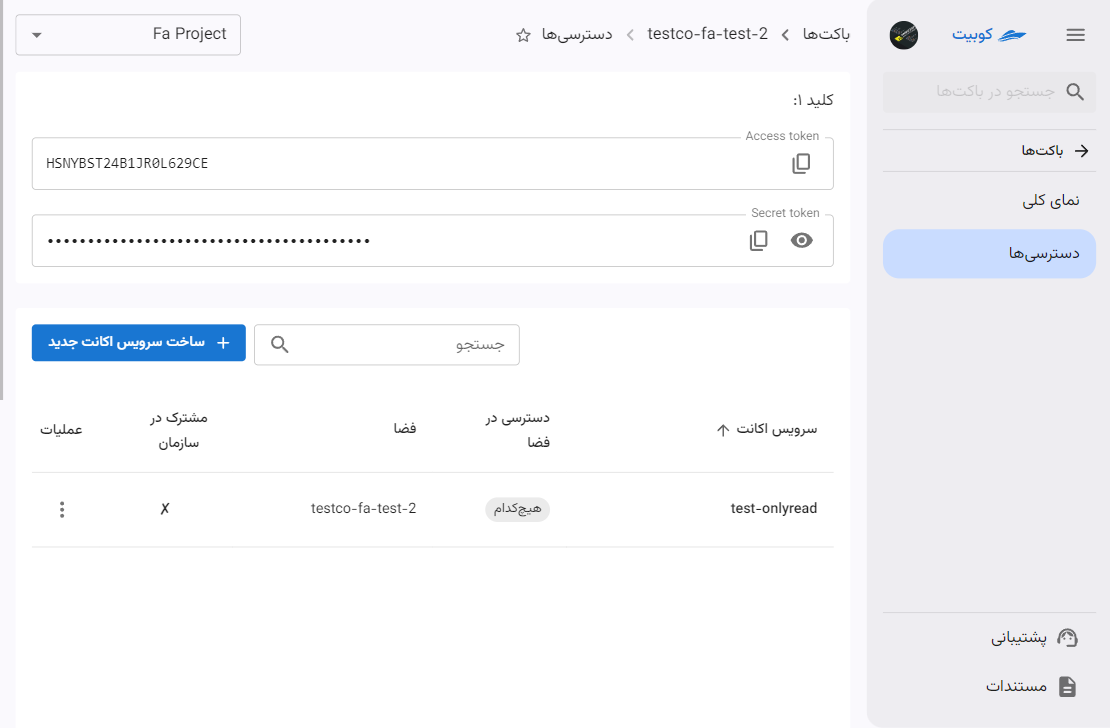 کوبیت
جستجو در باکت‌ها
باکت‌ها
نمای کلی
دسترسی‌ها
پشتیبانی
مستندات
باکت‌ها
testco-fa-test-2
دسترسی‌ها
Fa Project
کلید ۱:
Access token
HSNYBST24B1JR0L629CE
Secret token
••••••••••••••••••••••••••••••••••••••••
جستجو
+ ساخت سرویس اکانت جدید
سرویس اکانت ↑
دسترسی در
فضا
فضا
مشترک در
سازمان
عملیات
test-onlyread
هیچ‌کدام
testco-fa-test-2
✗